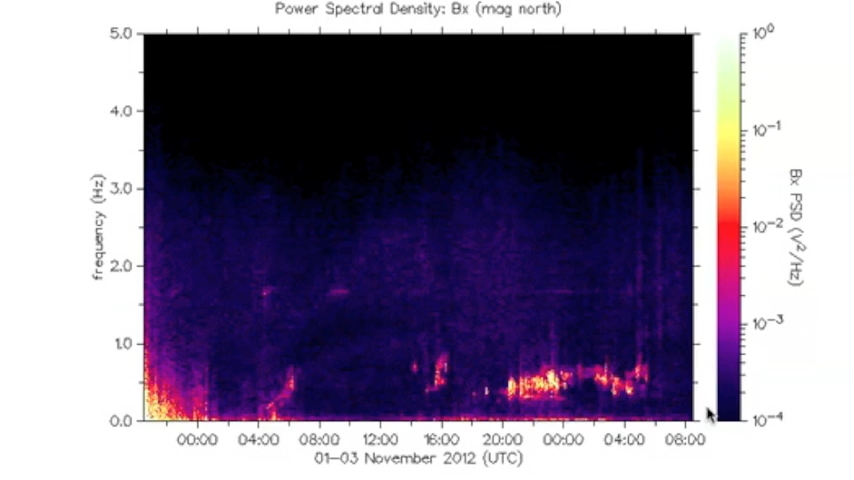 Power Spectral Density: Bx (mag north)
5.0
4.0
3.0
2.0
1.0
0.0
frequency (Hz)
00:00 04:00 08:00 12:00 16:00 20:00 00:00 04:00 08:00
01–03 November 2012 (UTC)
10⁰
10⁻¹
10⁻²
10⁻³
10⁻⁴
Bx PSD (V²/Hz)